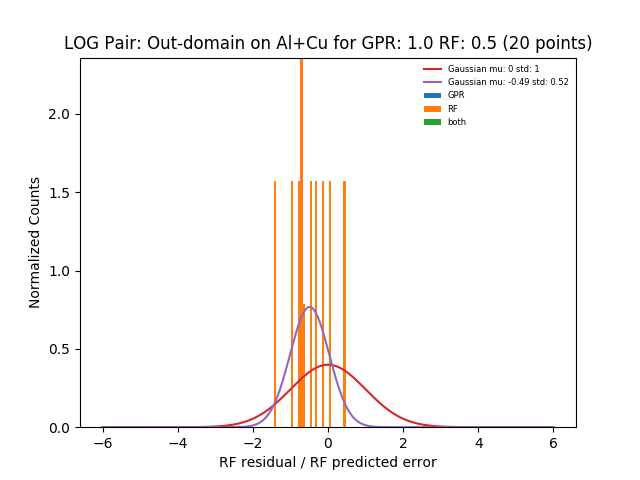 LOG Pair: Out-domain on Al+Cu for GPR: 1.0 RF: 0.5 (20 points)
Gaussian mu: 0 std: 1
Gaussian mu: -0.49 std: 0.52
GPR
RF
both
Normalized Counts
2.0
1.5
1.0
0.5
0.0
−6 −4 −2 0 2 4 6
RF residual / RF predicted error